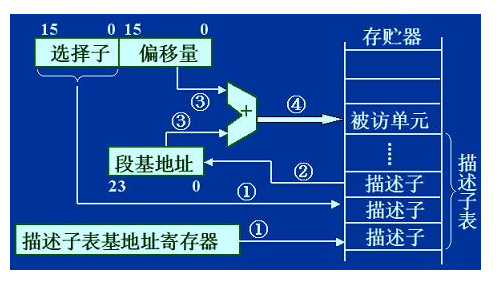 15 0 15 0
选择子 偏移量
存贮器
③
+
④
③
被访单元
段基地址
23 0
②
描述子
①
描述子
描述子表基地址寄存器
①
描述子
描述子表